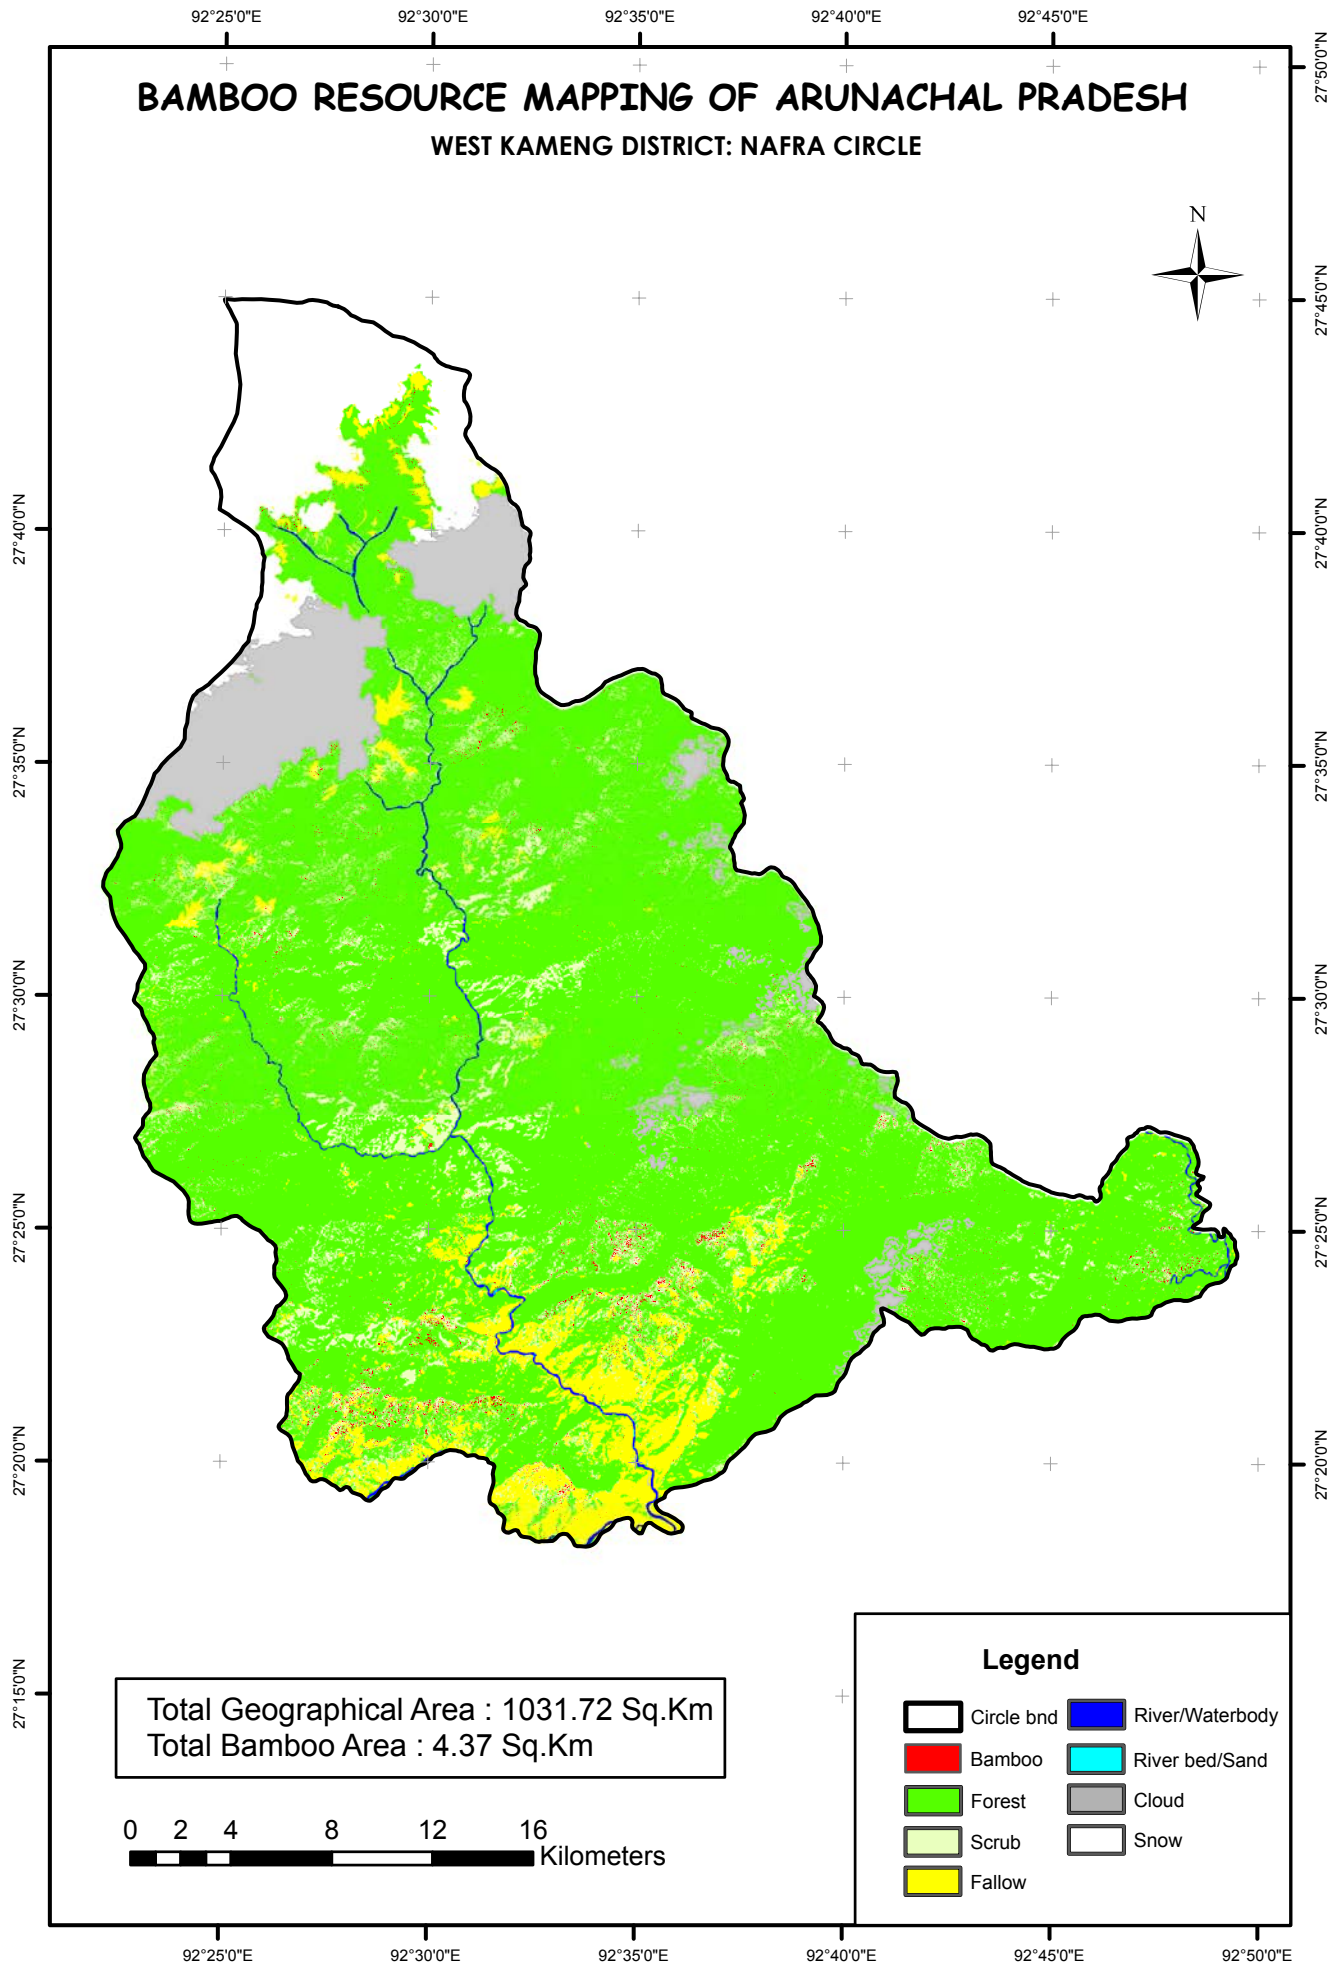 92°25'0"E 92°30'0"E 92°35'0"E 92°40'0"E 92°45'0"E
BAMBOO RESOURCE MAPPING OF ARUNACHAL PRADESH
WEST KAMENG DISTRICT: NAFRA CIRCLE
N
27°50'0"N
27°45'0"N
27°40'0"N
27°35'0"N
27°30'0"N
27°25'0"N
27°20'0"N
27°40'0"N
27°35'0"N
27°30'0"N
27°25'0"N
27°20'0"N
27°15'0"N
Total Geographical Area : 1031.72 Sq.Km
Total Bamboo Area : 4.37 Sq.Km
0 2 4 8 12 16
Kilometers
Legend
Circle bnd
Bamboo
Forest
Scrub
Fallow
River/Waterbody
River bed/Sand
Cloud
Snow
92°25'0"E 92°30'0"E 92°35'0"E 92°40'0"E 92°45'0"E 92°50'0"E